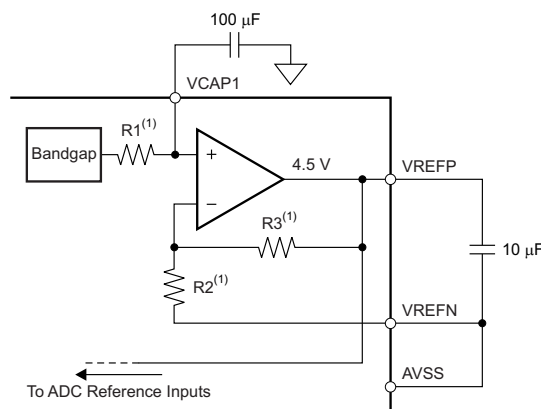 100 μF
VCAP1
R1(1)
Bandgap
+
4.5 V
VREFP
−
R3(1)
10 μF
R2(1)
VREFN
AVSS
To ADC Reference Inputs